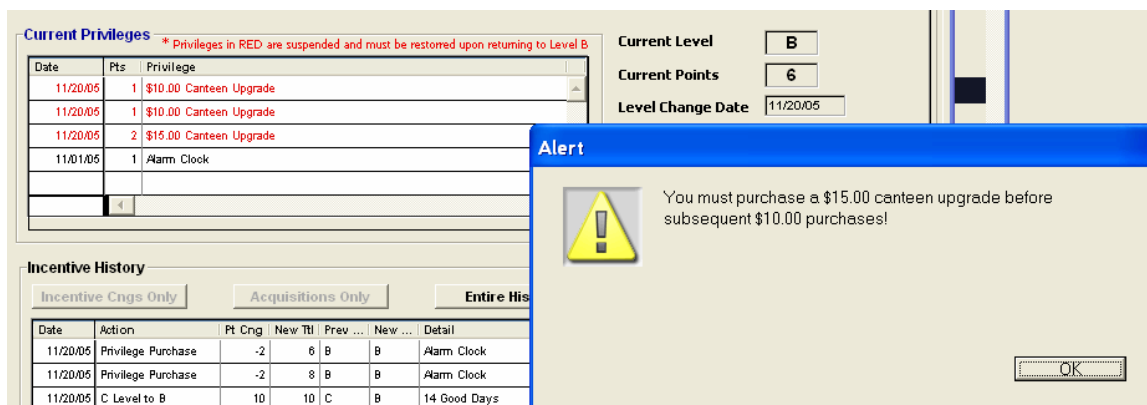 Current Privileges * Privileges in RED are suspended and must be restorred upon returning to Level B
Date Pts Privilege
11/20/05 1 $10.00 Canteen Upgrade
11/20/05 1 $10.00 Canteen Upgrade
11/20/05 2 $15.00 Canteen Upgrade
11/01/05 1 Alarm Clock
Current Level B
Current Points 6
Level Change Date 11/20/05
Alert
You must purchase a $15.00 canteen upgrade before
subsequent $10.00 purchases!
OK
Incentive History
Incentive Cngs Only Acquisitions Only Entire His
Date Action Pt Cng New Ttl Prev ... New ... Detail
11/20/05 Privilege Purchase -2 6 B B Alarm Clock
11/20/05 Privilege Purchase -2 8 B B Alarm Clock
11/20/05 C Level to B 10 10 C B 14 Good Days